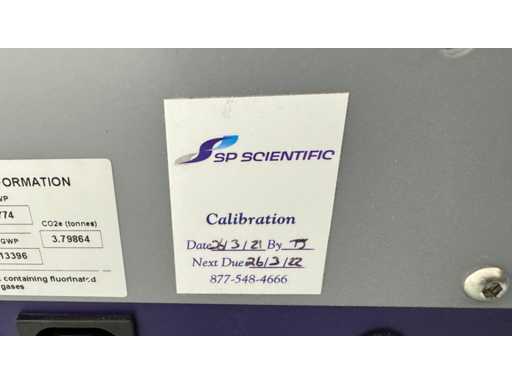 SP SCIENTIFIC
Calibration
Date 26/3/21 By TJ
Next Due 26/3/22
877-548-4666
ORMATION
WP
774
CO2e (tonnes)
GWP
13396
3.79864
containing fluorinated
gases